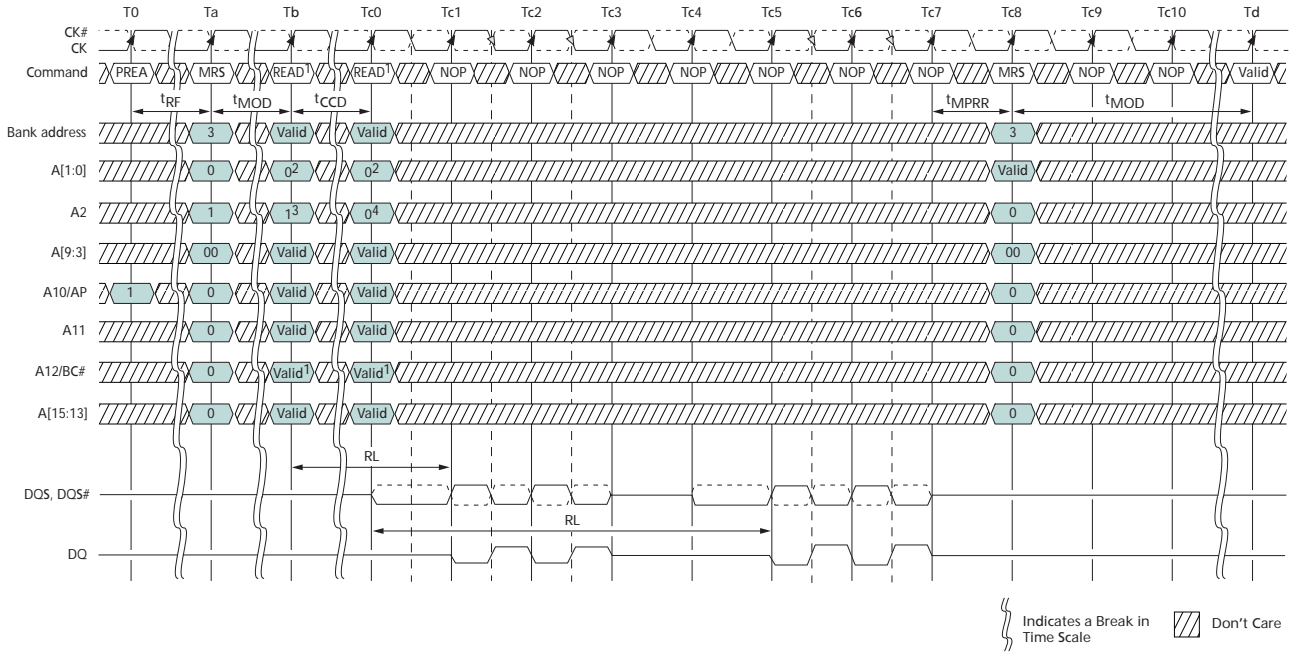 T0 Ta Tb Tc0 Tc1 Tc2 Tc3 Tc4 Tc5 Tc6 Tc7 Tc8 Tc9 Tc10 Td
CK#
CK
Command PREA MRS READ1 READ1 NOP NOP NOP NOP NOP NOP NOP MRS NOP NOP Valid
tRF tMOD tCCD tMPRR tMOD
Bank address 3 Valid Valid 3
A[1:0] 0 02 02 Valid
A2 1 13 04 0
A[9:3] 00 Valid Valid 00
A10/AP 1 0 Valid Valid 0
A11 0 Valid Valid 0
A12/BC# 0 Valid1 Valid1 0
A[15:13] 0 Valid Valid 0
RL
DQS, DQS#
RL
DQ
Indicates a Break in
Time Scale
Don't Care